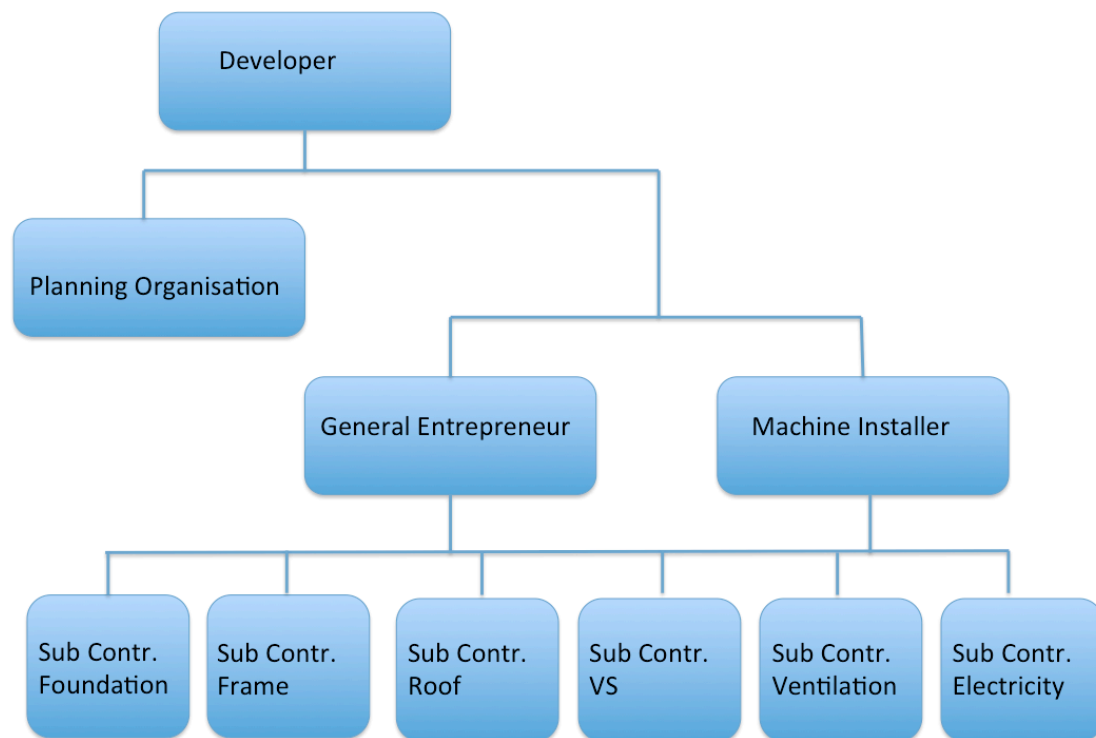 Developer
Planning Organisation
General Entrepreneur
Machine Installer
Sub Contr.
Foundation
Sub Contr.
Frame
Sub Contr.
Roof
Sub Contr.
VS
Sub Contr.
Ventilation
Sub Contr.
Electricity